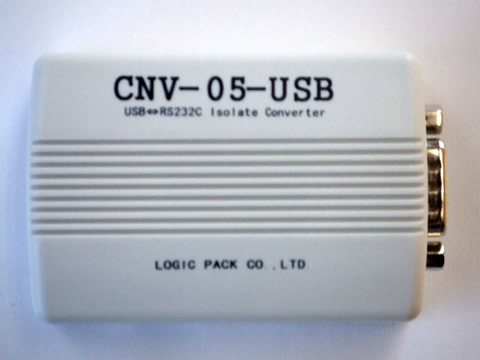 CNV-05-USB
USB⇔RS232C Isolate Converter
LOGIC PACK CO.,LTD.